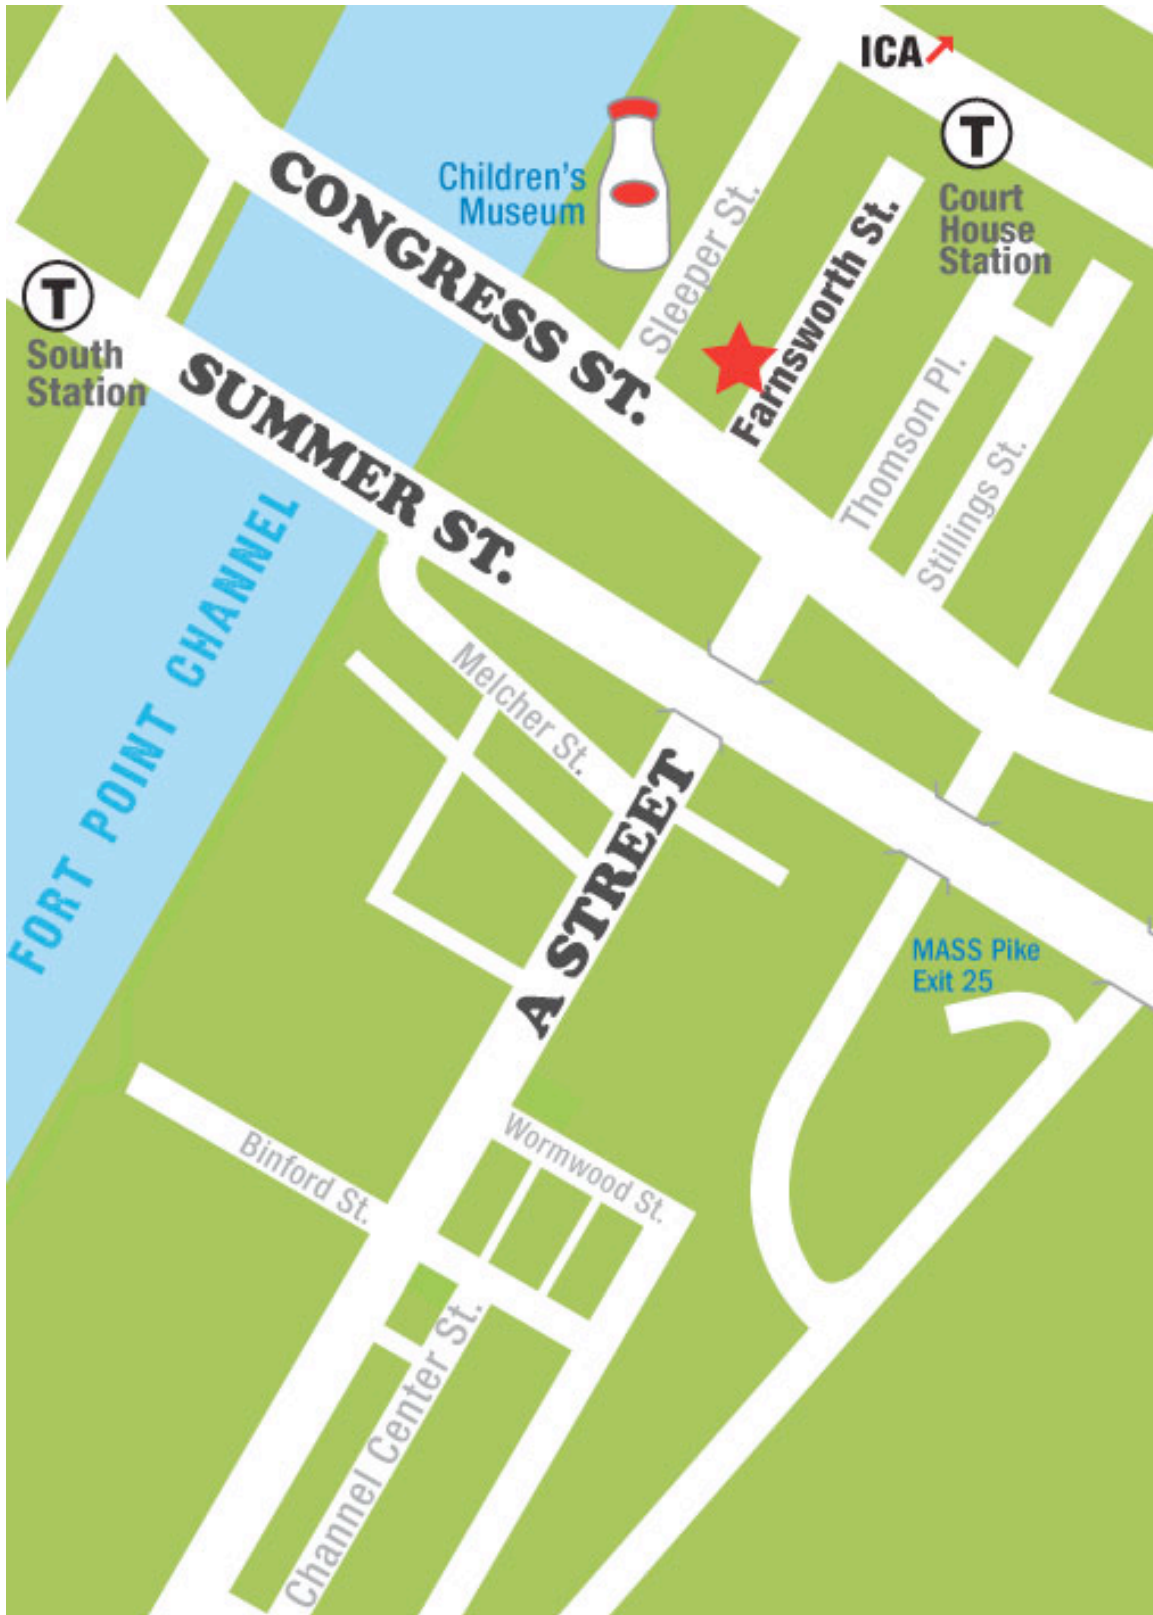 ICA
T
Court
House
Station
Children's
Museum
CONGRESS ST.
Sleeper St.
Farnsworth St.
T
South
Station
SUMMER ST.
Thomson Pl.
Stillings St.
FORT POINT CHANNEL
Melcher St.
A STREET
MASS Pike
Exit 25
Binford St.
Wormwood St.
Channel Center St.